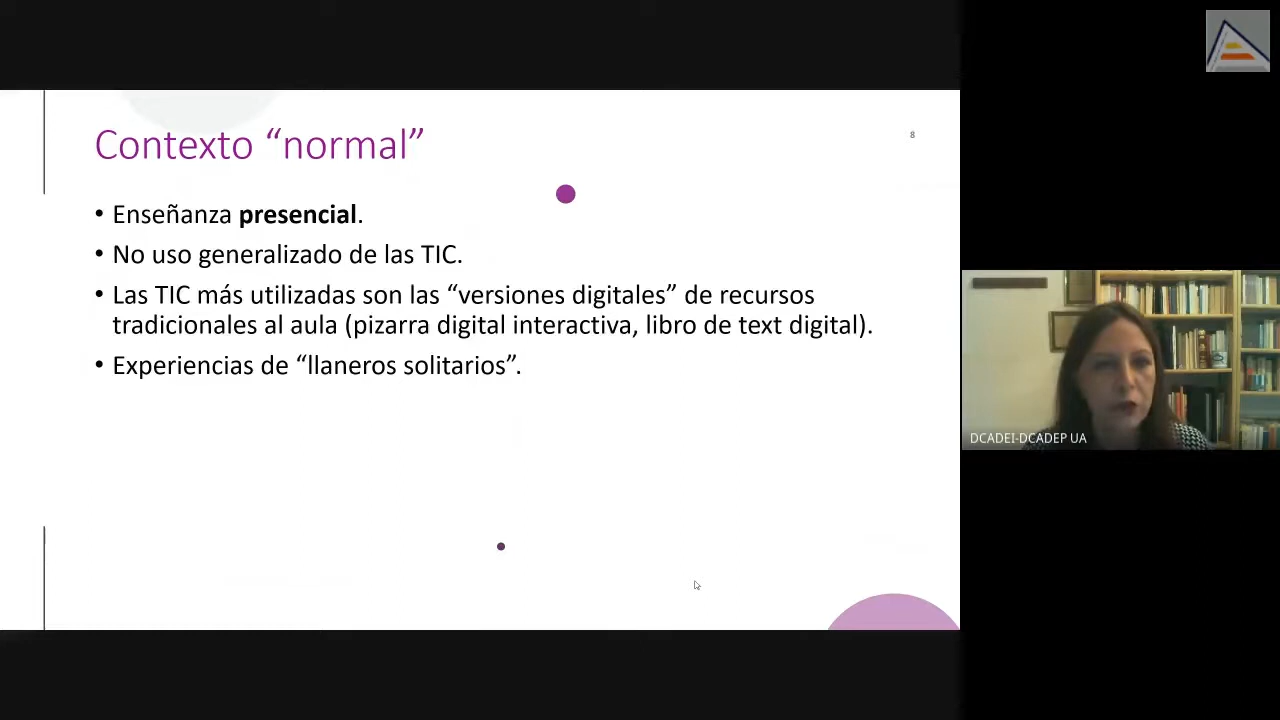 Contexto “normal”
8
• Enseñanza presencial.
• No uso generalizado de las TIC.
• Las TIC más utilizadas son las “versiones digitales” de recursos
tradicionales al aula (pizarra digital interactiva, libro de text digital).
• Experiencias de “llaneros solitarios”.
DCADEI-DCADEP UA